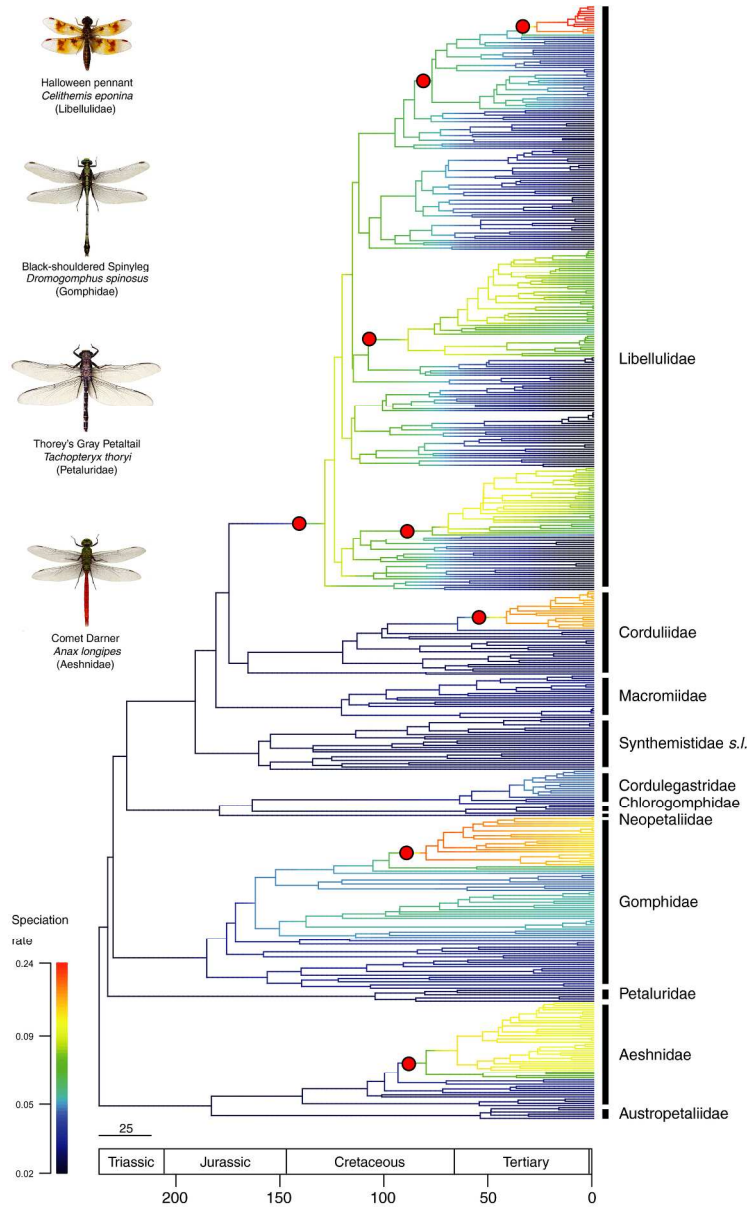 Halloween pennant
Celithemis eponina
(Libellulidae)
Black-shouldered Spinyleg
Dromogomphus spinosus
(Gomphidae)
Thorey's Gray Petaltail
Tachopteryx thoryi
(Petaluridae)
Comet Darner
Anax longipes
(Aeshnidae)
Libellulidae
Corduliidae
Macromiidae
Synthemistidae s.l.
Cordulegastridae
Chlorogomphidae
Neopetaliidae
Gomphidae
Petaluridae
Aeshnidae
Austropetaliidae
Speciation
rate
0.24
0.09
0.05
0.02
25
Triassic Jurassic Cretaceous Tertiary
200 150 100 50 0